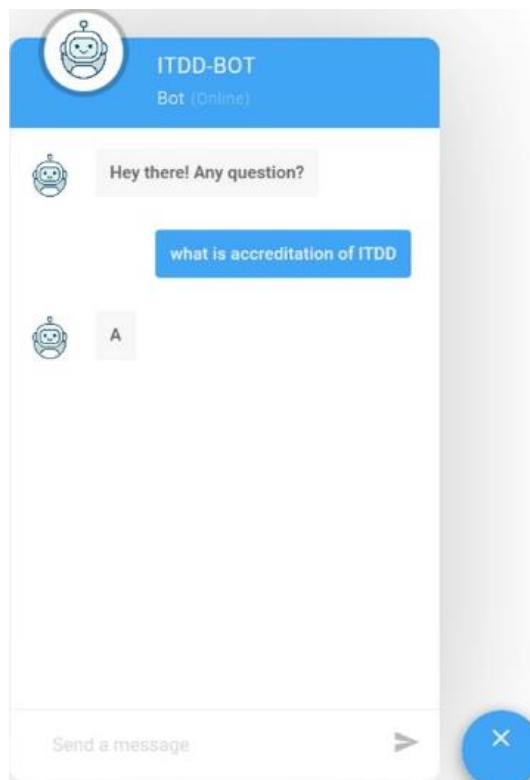 ITDD-BOT
Bot (Online)
Hey there! Any question?
what is accreditation of ITDD
A
Send a message